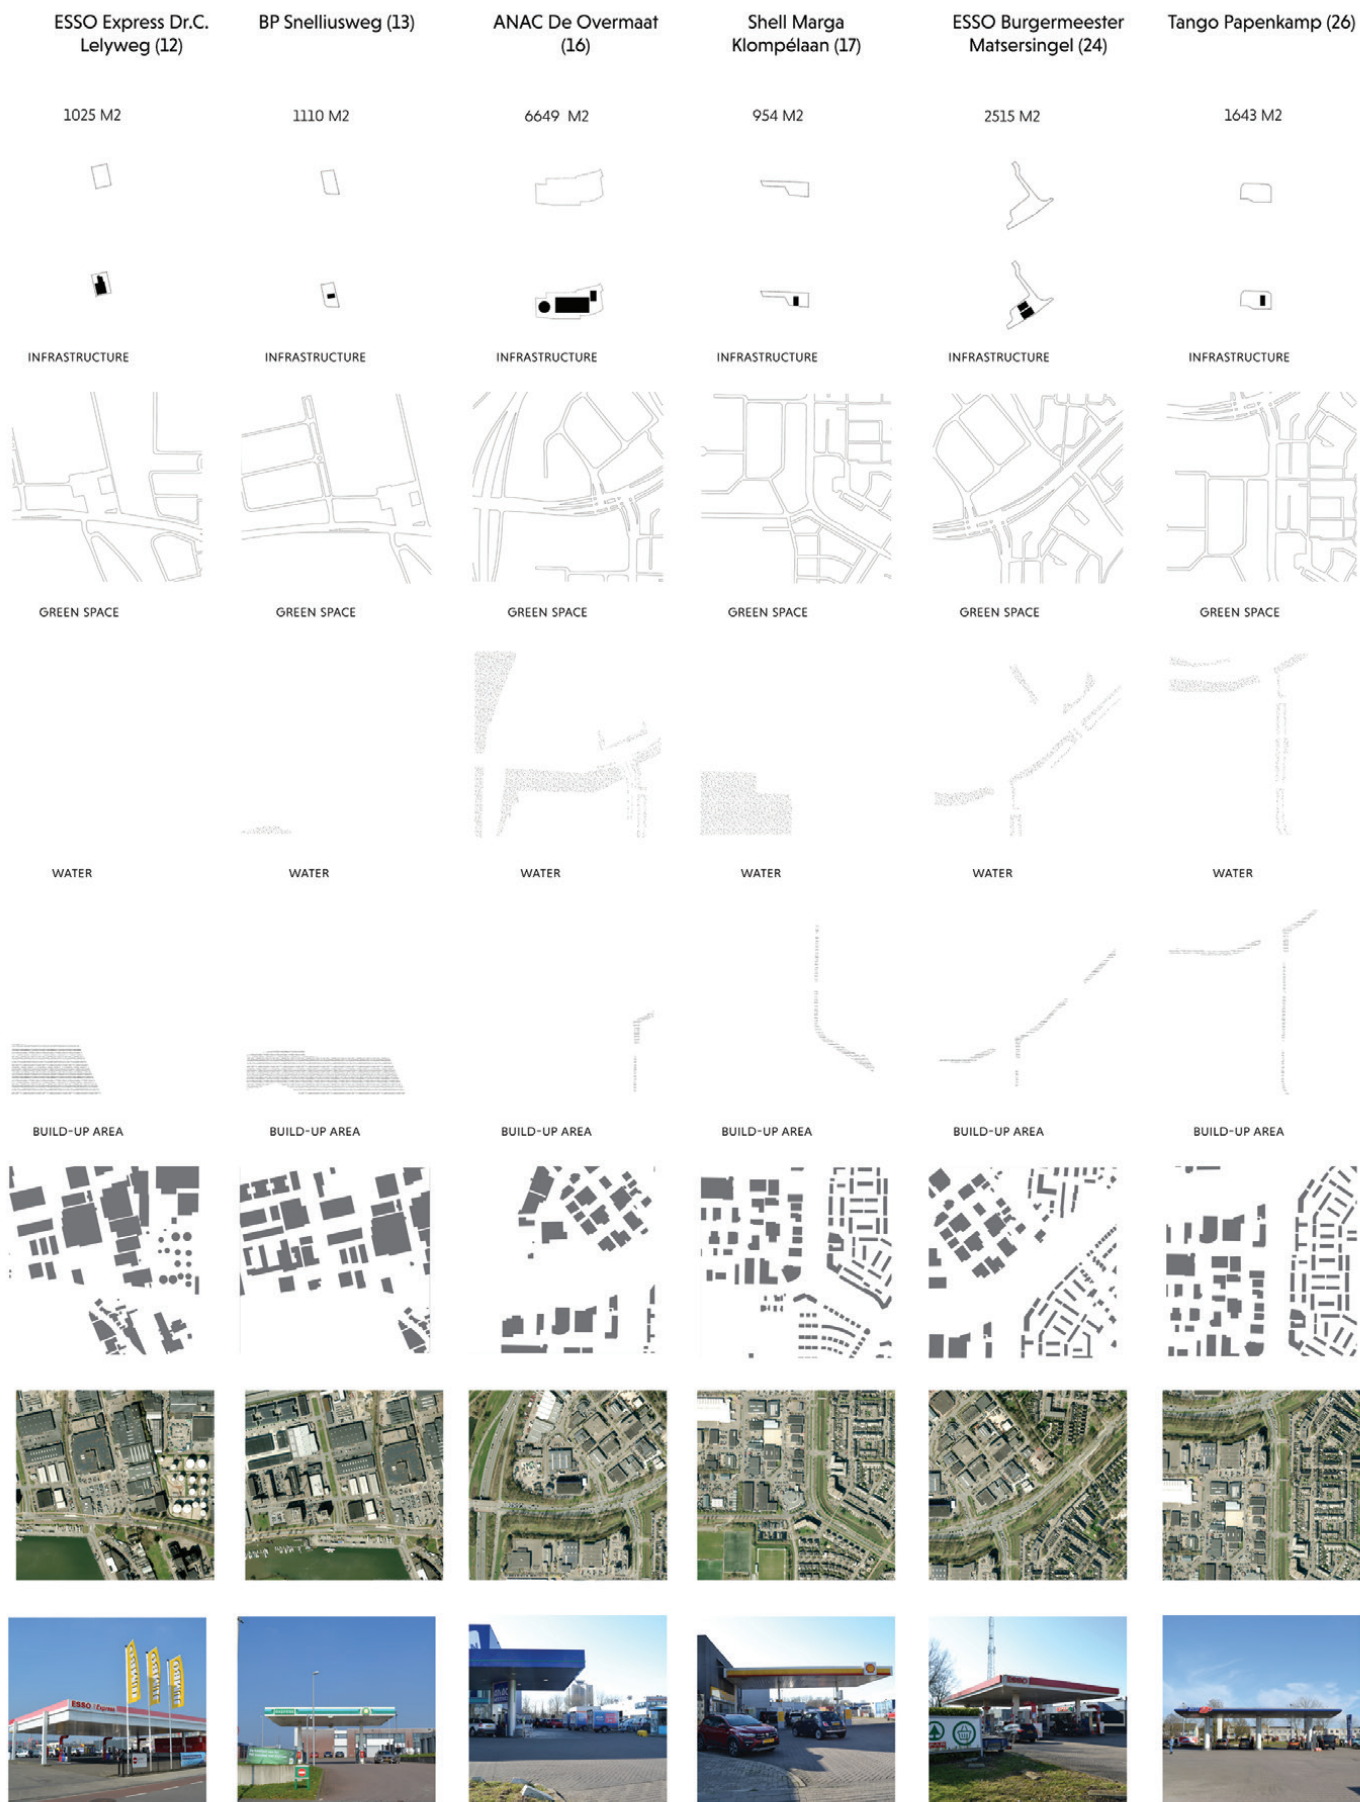 ESSO Express Dr.C.
Lelyweg (12)
BP Snelliusweg (13)
ANAC De Overmaat
(16)
Shell Marga
Klompélaan (17)
ESSO Burgermeester
Matsersingel (24)
Tango Papenkamp (26)
1025 M2
1110 M2
6649 M2
954 M2
2515 M2
1643 M2
INFRASTRUCTURE
INFRASTRUCTURE
INFRASTRUCTURE
INFRASTRUCTURE
INFRASTRUCTURE
INFRASTRUCTURE
GREEN SPACE
GREEN SPACE
GREEN SPACE
GREEN SPACE
GREEN SPACE
GREEN SPACE
WATER
WATER
WATER
WATER
WATER
WATER
BUILD-UP AREA
BUILD-UP AREA
BUILD-UP AREA
BUILD-UP AREA
BUILD-UP AREA
BUILD-UP AREA
JUMBO
JUMBO
JUMBO
ESSO Express
ESSO